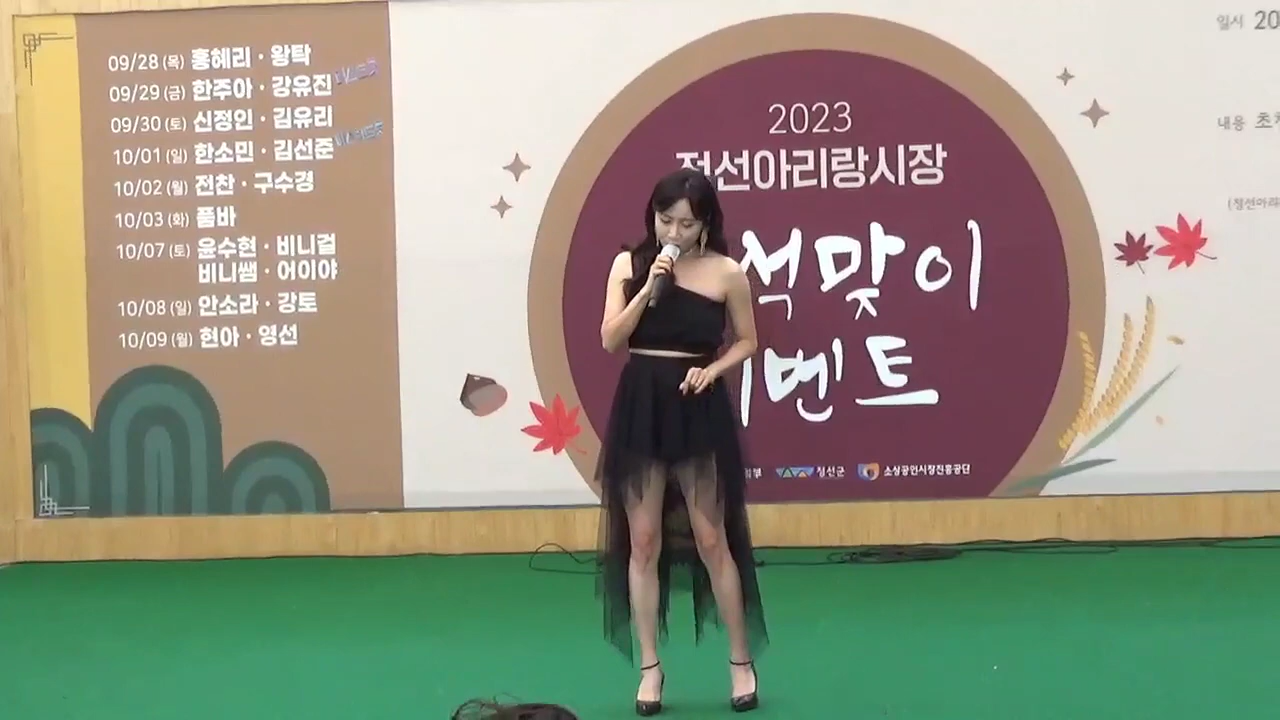 09/28 (목) 홍혜리 · 왕탁
09/29 (금) 한주아 · 강유진
09/30 (토) 신정인 · 김유리
10/01 (일) 한소민 · 김선준
10/02 (월) 전찬 · 구수경
10/03 (화) 품바
10/07 (토) 윤수현 · 비니걸
비니쌤 · 어이야
10/08 (일) 안소라 · 강토
10/09 (월) 현아 · 영선
2023
정선아리랑시장
석맞이
벤트
정선군 소상공인시장진흥공단
일시 20
내용 초
(정선아리